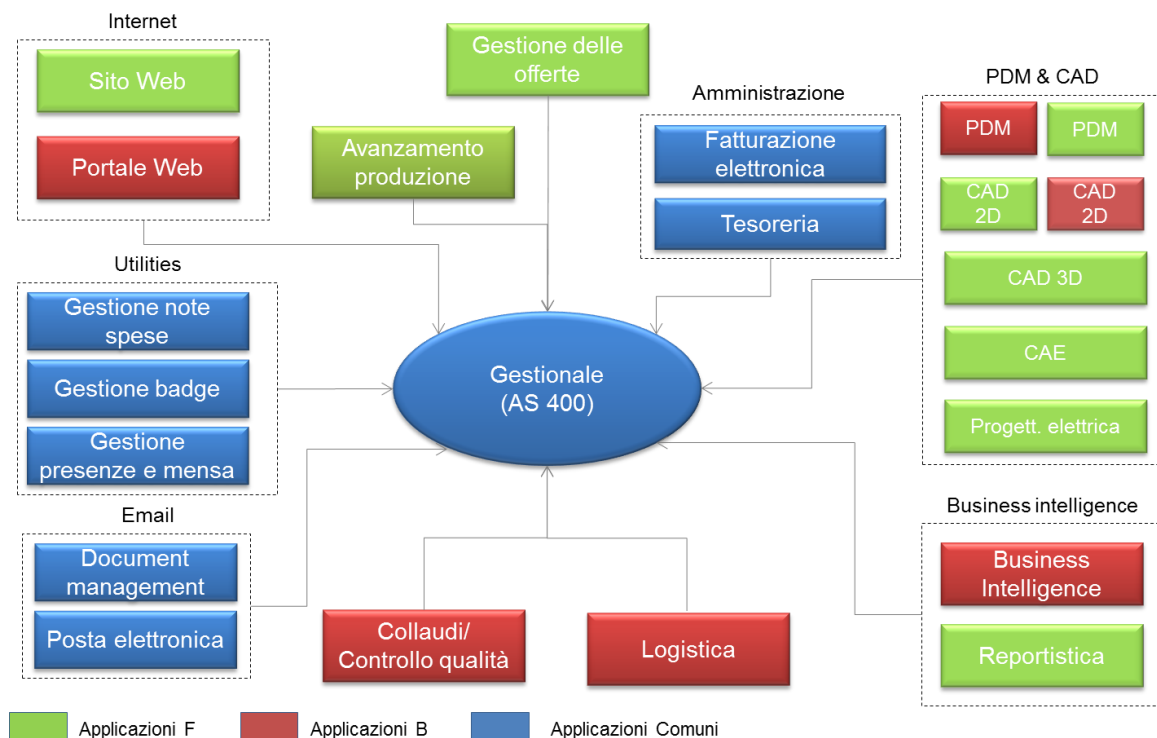 Internet
Sito Web
Portale Web
Gestione delle
offerte
Avanzamento
produzione
Amministrazione
Fatturazione
elettronica
Tesoreria
PDM & CAD
PDM
PDM
CAD
2D
CAD
2D
CAD 3D
CAE
Progett. elettrica
Utilities
Gestione note
spese
Gestione badge
Gestione
presenze e mensa
Gestionale
(AS 400)
Email
Document
management
Posta elettronica
Collaudi/
Controllo qualità
Logistica
Business intelligence
Business
Intelligence
Reportistica
Applicazioni F
Applicazioni B
Applicazioni Comuni